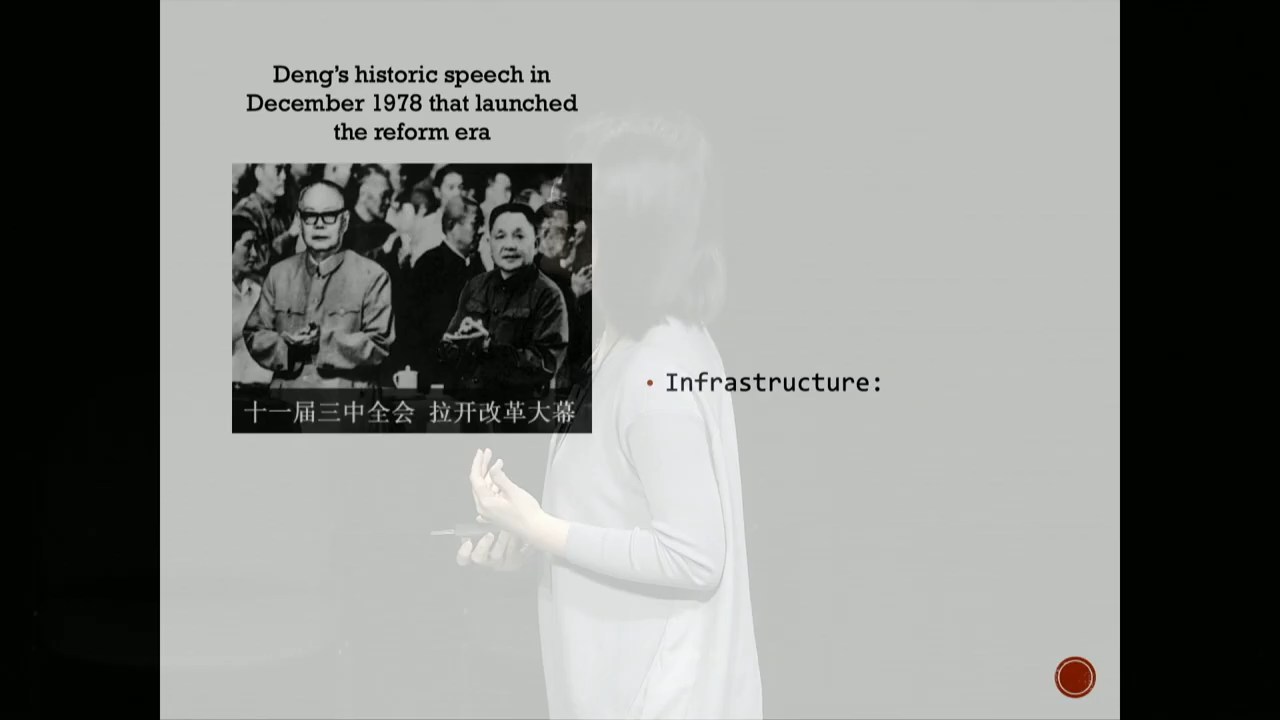 Deng’s historic speech in
December 1978 that launched
the reform era
十一届三中全会 拉开改革大幕
• Infrastructure: